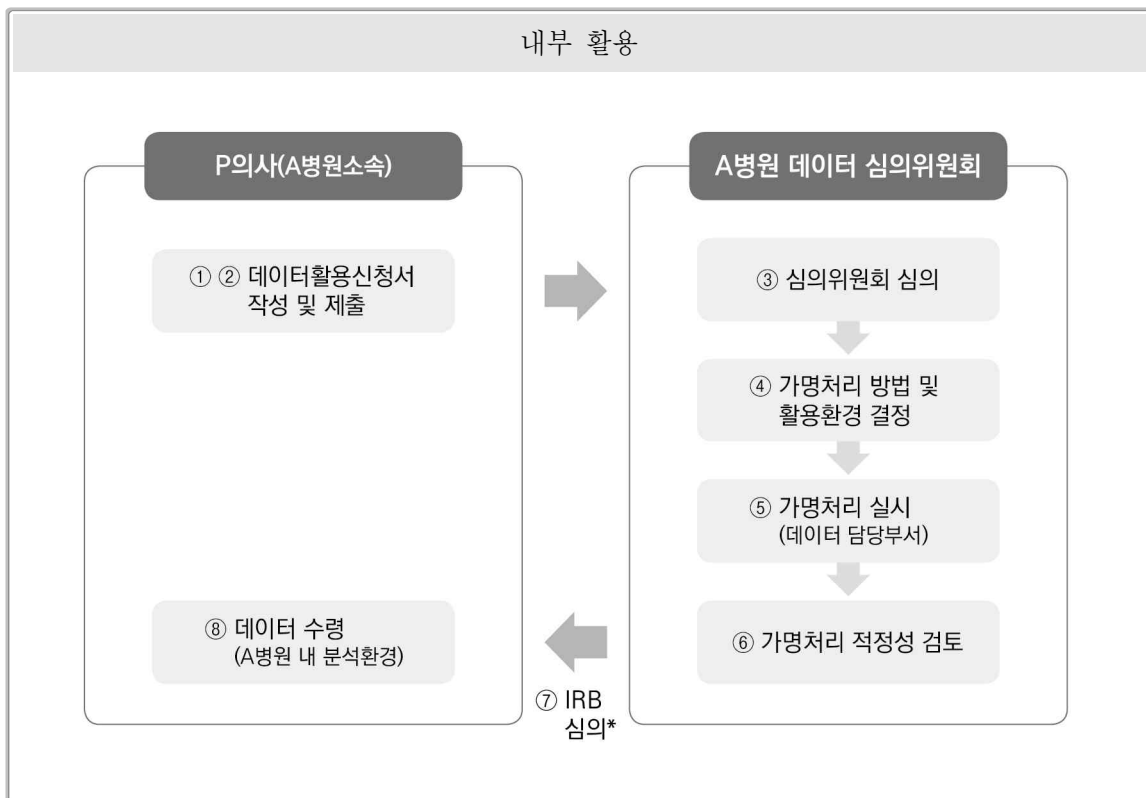 내부 활용
P의사(A병원소속)
A병원 데이터 심의위원회
① ② 데이터활용신청서
작성 및 제출
③ 심의위원회 심의
④ 가명처리 방법 및
활용환경 결정
⑤ 가명처리 실시
(데이터 담당부서)
⑥ 가명처리 적정성 검토
⑦ IRB
심의*
⑧ 데이터 수령
(A병원 내 분석환경)